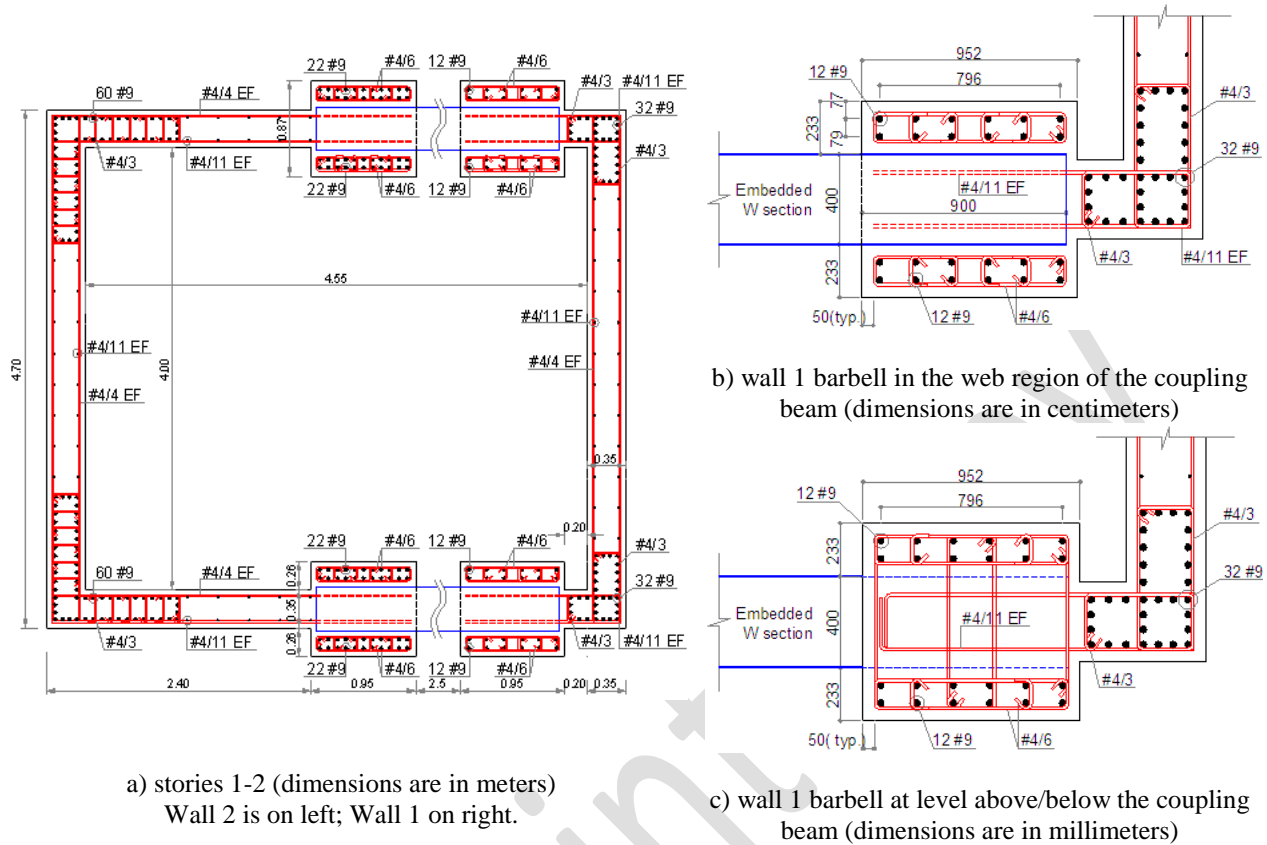 22 #9
#4/6
12 #9
#4/6
60 #9
#4/4 EF
#4/3
#4/11 EF
32 #9
0.87
#4/3
#4/11 EF
#4/3
22 #9
#4/6
12 #9
#4/6
4.55
#4/11 EF
#4/11 EF
4.70
4.00
#4/4 EF
#4/4 EF
0.35
0.20
60 #9
#4/4 EF
22 #9
#4/6
12 #9
#4/6
#4/3
0.26
0.35
0.26
32 #9
#4/3
#4/11 EF
#4/3
#4/11 EF
22 #9
#4/6
12 #9
#4/6
2.40
0.95
2.5
0.95
0.20
0.35
a) stories 1-2 (dimensions are in meters)
Wall 2 is on left; Wall 1 on right.
952
12 #9
796
#4/3
77
233
79
32 #9
Embedded
W section
400
#4/11 EF
900
#4/3
#4/11 EF
233
50(typ.)
12 #9
#4/6
b) wall 1 barbell in the web region of the coupling
beam (dimensions are in centimeters)
952
12 #9
796
#4/3
233
32 #9
Embedded
W section
400
#4/11 EF
#4/3
233
50( typ.)
12 #9
#4/6
c) wall 1 barbell at level above/below the coupling
beam (dimensions are in millimeters)